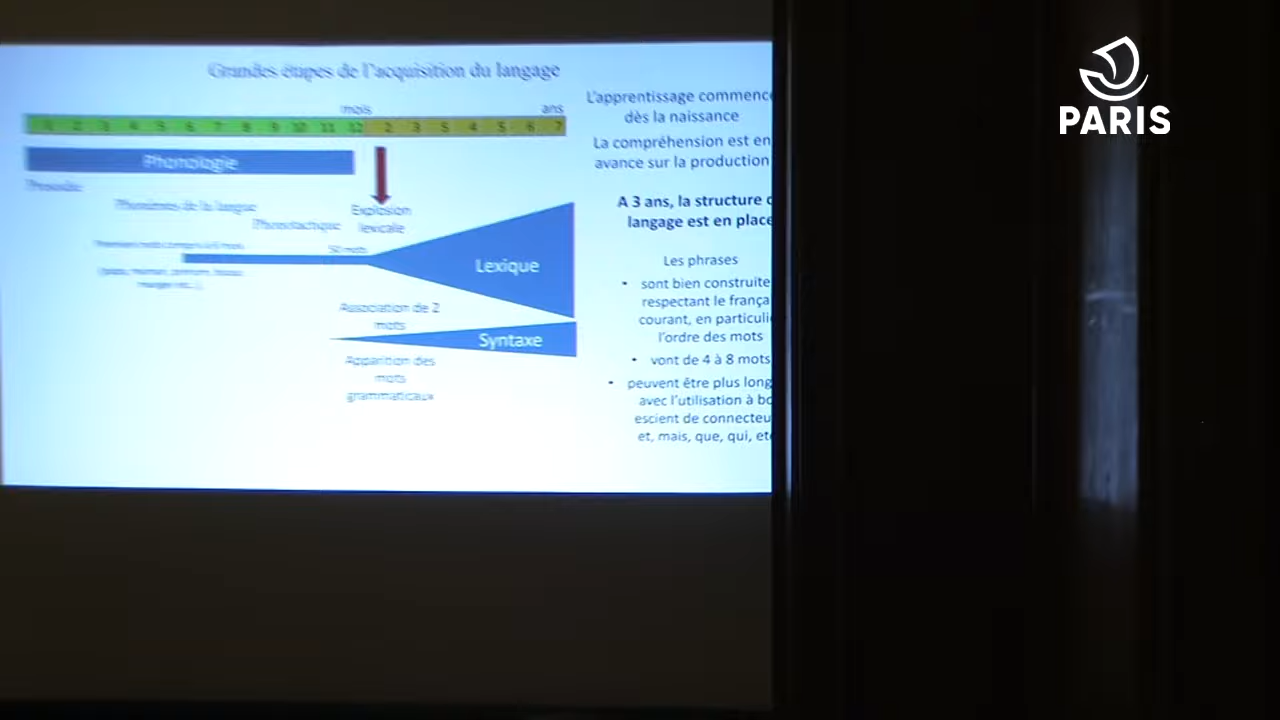 Grandes étapes de l'acquisition du langage
mois
ans
1 2 3 4 5 6 7 8 9 10 11 12 2 3 4 5 6 7
Phonologie
Prosodie
Phonèmes de la langue
Phonotactique
Explosion
lexicale
50 mots
Lexique
Association de 2
mots
Syntaxe
Apparition des
mots
grammaticaux
L'apprentissage commence
dès la naissance
La compréhension est en
avance sur la production
A 3 ans, la structure
langage est en place
Les phrases
• sont bien construite
respectant le frança
courant, en particuli
l'ordre des mots
• vont de 4 à 8 mots
• peuvent être plus long
avec l'utilisation à bo
escient de connecteu
et, mais, que, qui, etc
PARIS